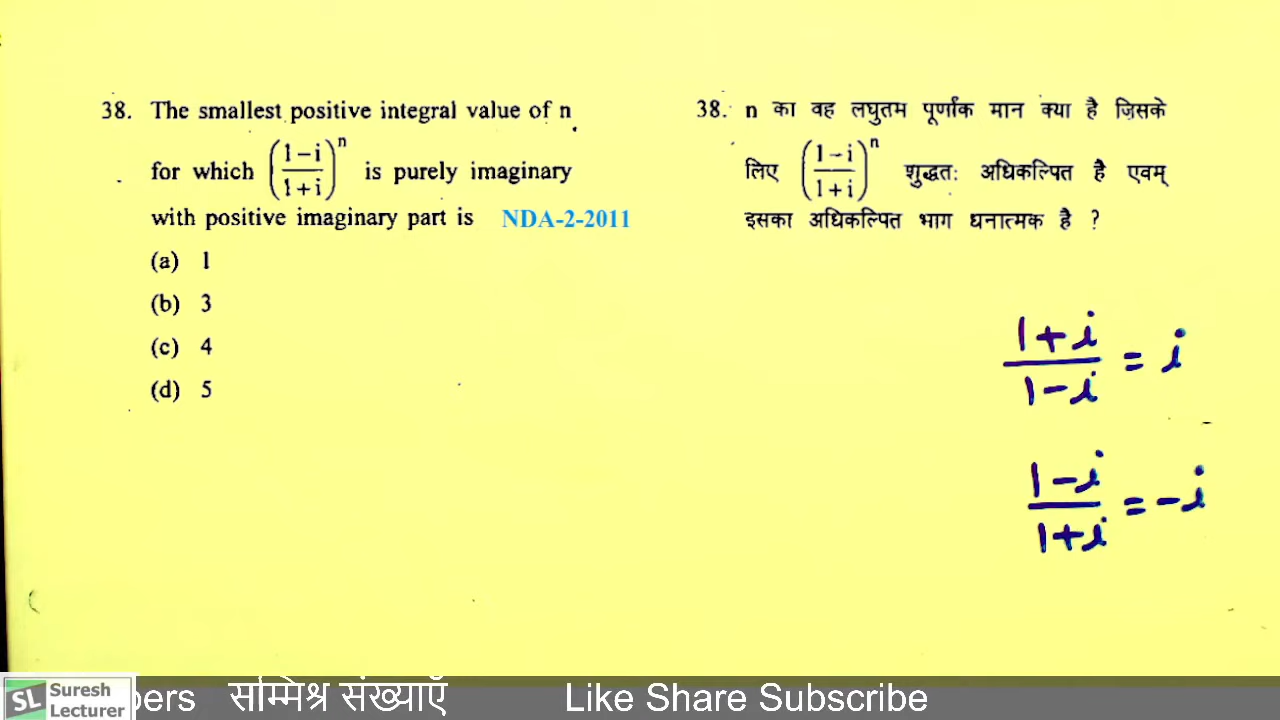 38. The smallest positive integral value of n
for which (1-i/1+i)^n is purely imaginary
with positive imaginary part is NDA-2-2011
(a) 1
(b) 3
(c) 4
(d) 5
38. n का वह लघुतम पूर्णांक मान क्या है जिसके
लिए (1-i/1+i)^n शुद्धतः अधिकल्पित है एवम्
इसका अधिकल्पित भाग धनात्मक है ?
1+i/1-i = i
1-i/1+i = -i
SL Suresh Lecturer
सम्मिश्र संख्याएँ Like Share Subscribe